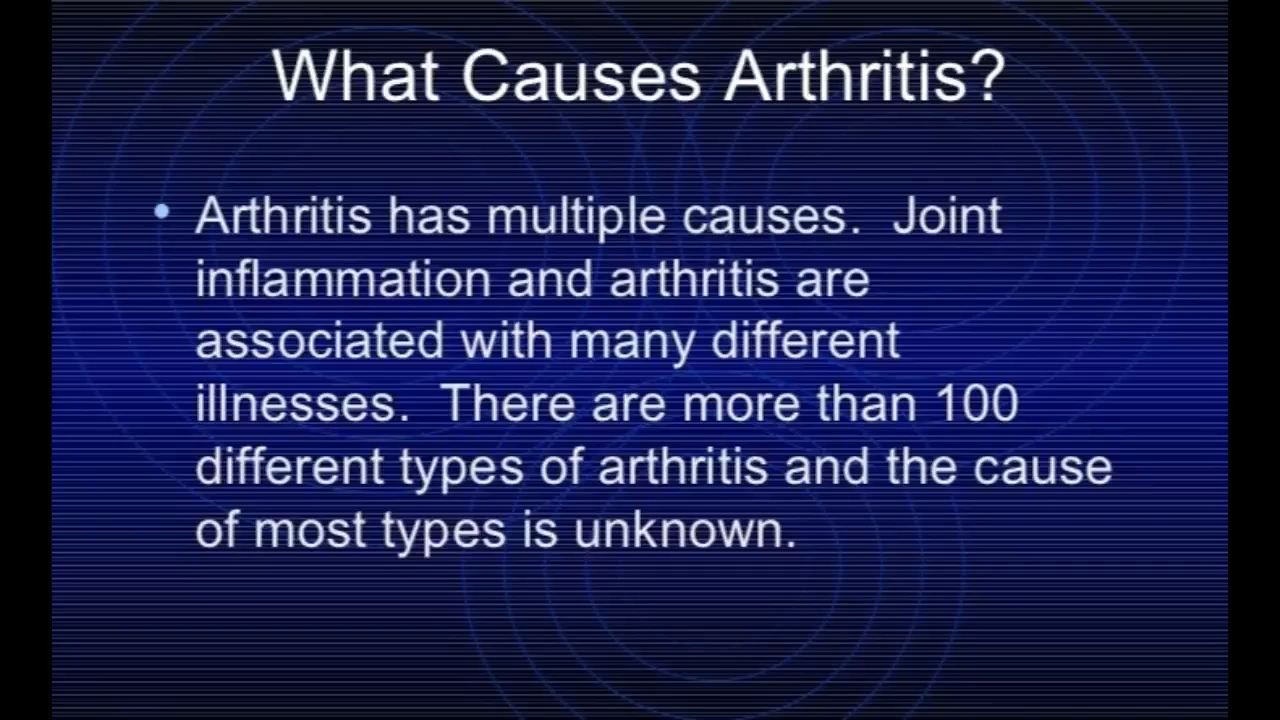 What Causes Arthritis?
• Arthritis has multiple causes.  Joint
inflammation and arthritis are
associated with many different
illnesses.  There are more than 100
different types of arthritis and the cause
of most types is unknown.